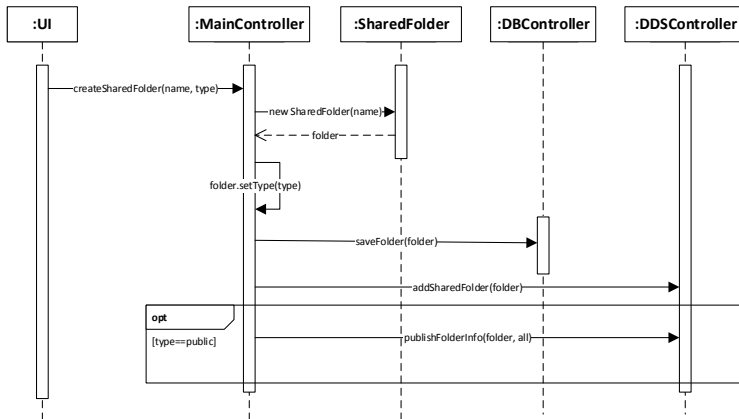 :UI
:MainController
:SharedFolder
:DBController
:DDSController
createSharedFolder(name, type)
new SharedFolder(name)
folder
folder.setType(type)
saveFolder(folder)
addSharedFolder(folder)
opt
[type==public]
publishFolderInfo(folder, all)